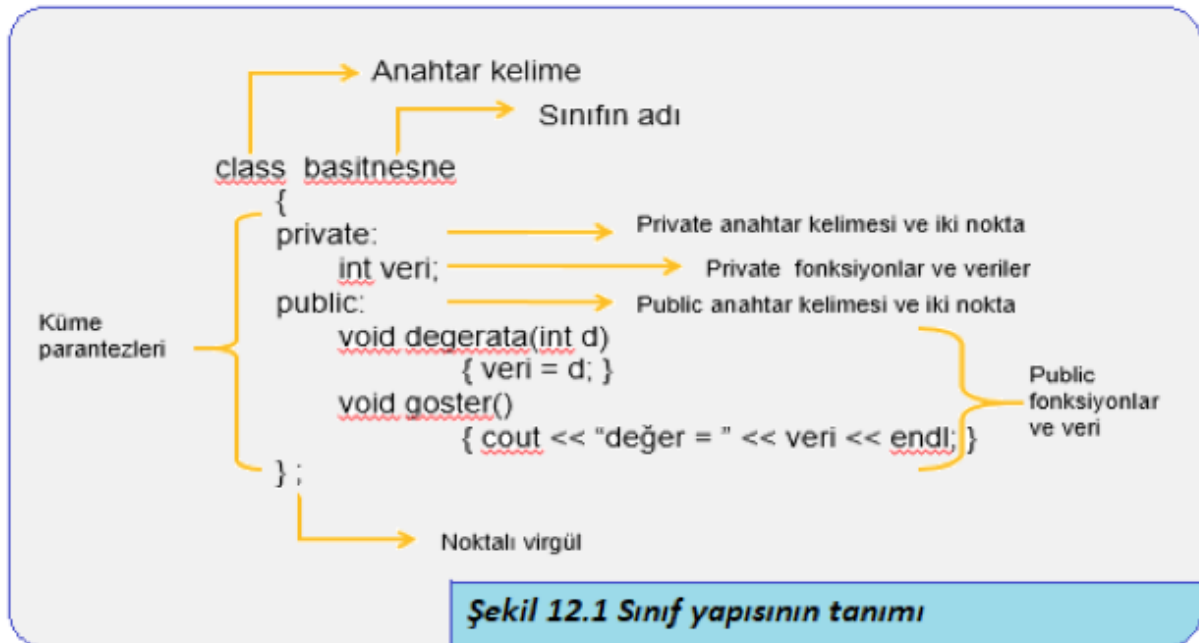 Anahtar kelime
Sınıfın adı
class basitnesne
{
private:
Private anahtar kelimesi ve iki nokta
int veri;
Private fonksiyonlar ve veriler
public:
Public anahtar kelimesi ve iki nokta
Küme
parantezleri
void degerata(int d)
{ veri = d; }
void goster()
{ cout << “değer = ” << veri << endl; }
Public
fonksiyonlar
ve veri
} ;
Noktalı virgül
Şekil 12.1 Sınıf yapısının tanımı